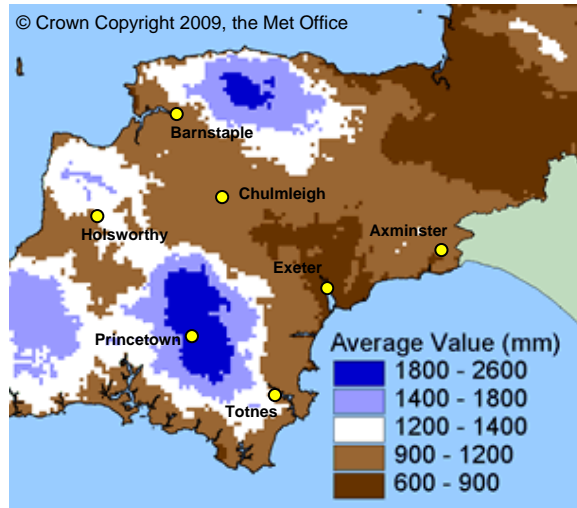 © Crown Copyright 2009, the Met Office
Barnstaple
Chulmleigh
Holsworthy
Axminster
Exeter
Princetown
Totnes
Average Value (mm)
1800 - 2600
1400 - 1800
1200 - 1400
900 - 1200
600 - 900